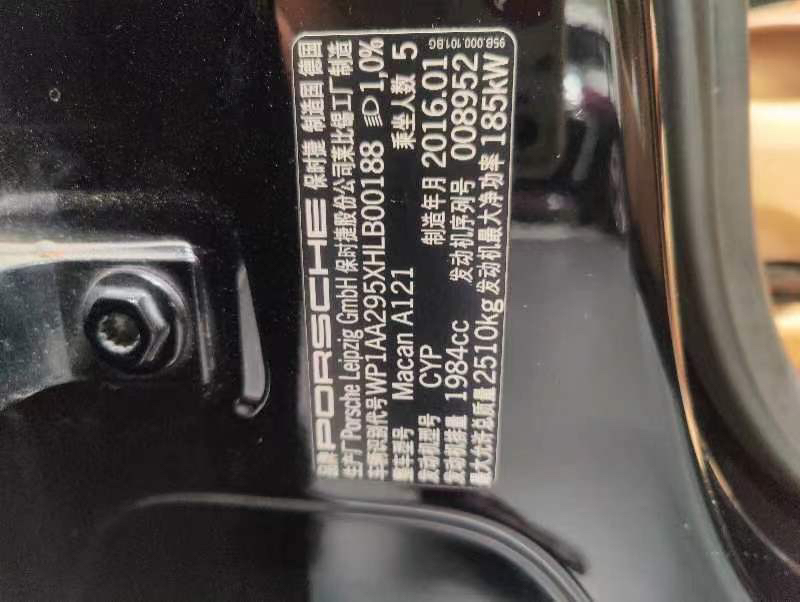 品牌 PORSCHE 保时捷 制造国 德国
生产厂 Porsche Leipzig GmbH 保时捷股份公司莱比锡工厂制造
车辆识别代号 WP1AA295XHLB00188 1,0%
整车型号 Macan A121 乘坐人数 5
发动机型号 CYP 制造年月 2016.01
发动机排量 1984cc 发动机序列号 008952
最大允许总质量 2510kg 发动机最大净功率 185kW
95B.000.101.BG